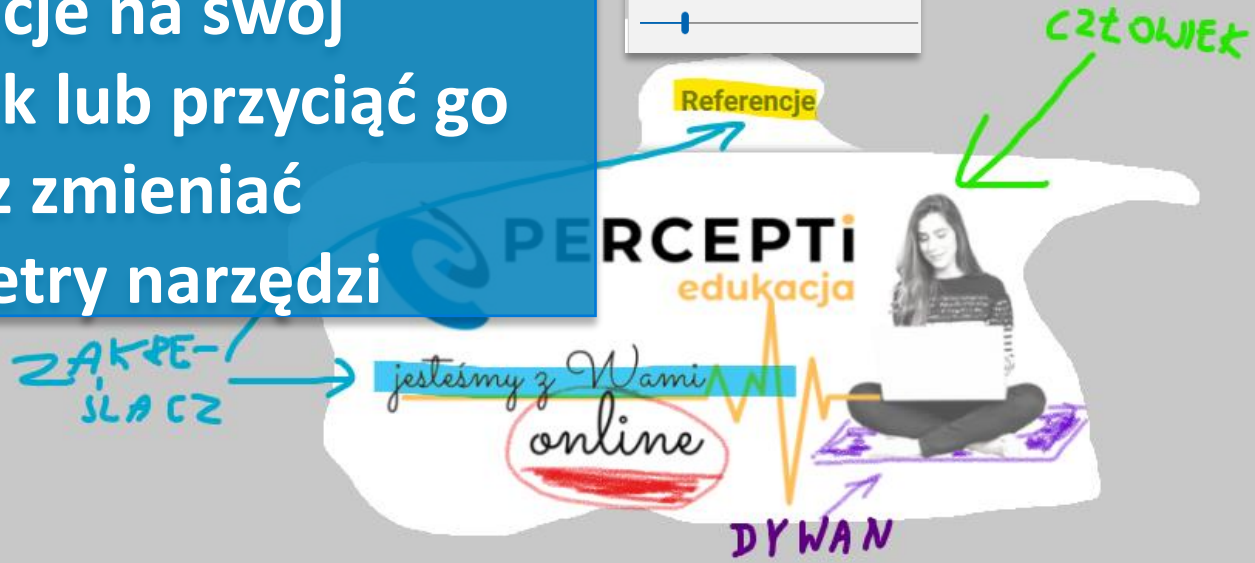 cje na swój
k lub przyciąć go
z zmieniać
etry narzędzi
CZŁOWIEK
Referencje
PERCEPTi
edukacja
ZAKRE-
ŚLACZ
jesteśmy z Wami
online
DYWAN